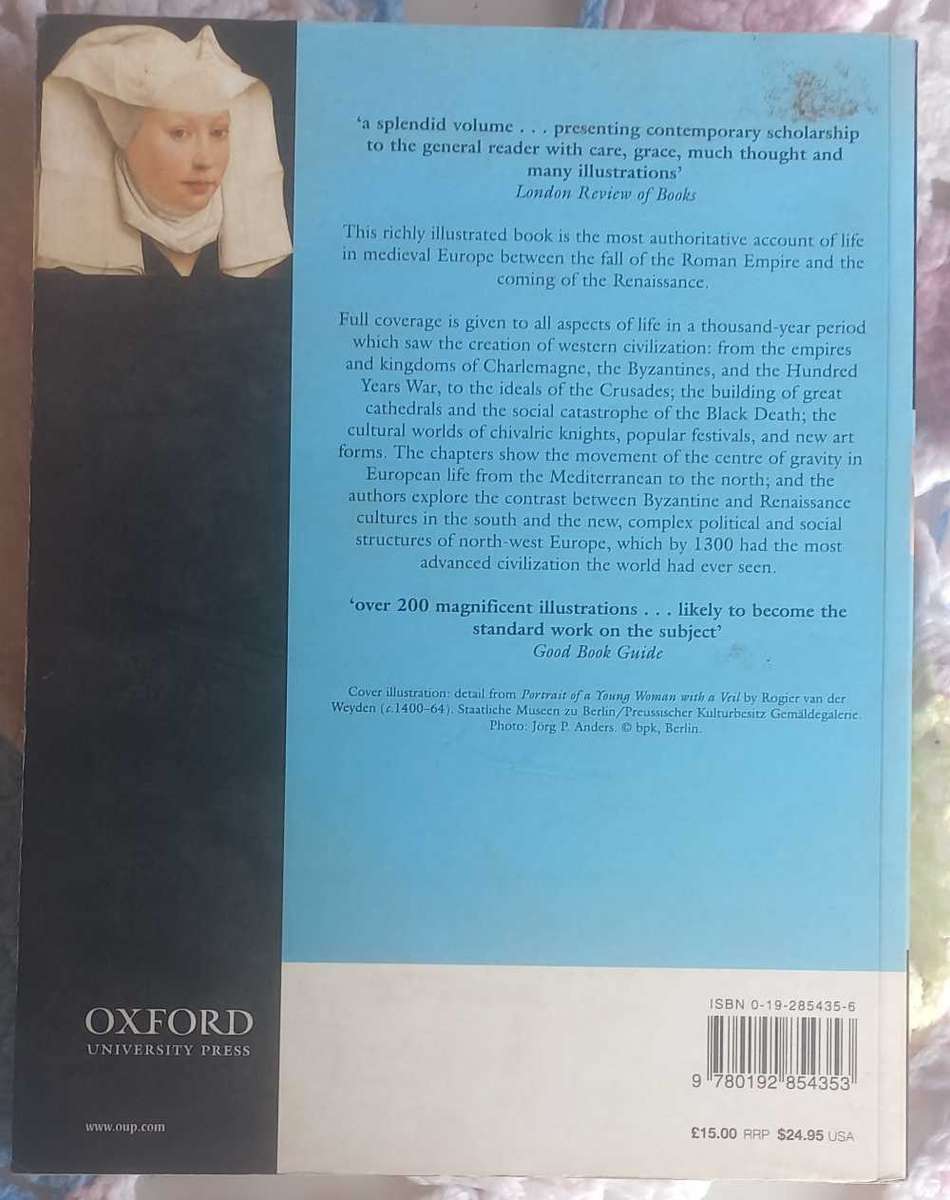 ‘a splendid volume . . . presenting contemporary scholarship
to the general reader with care, grace, much thought and
many illustrations’
London Review of Books
This richly illustrated book is the most authoritative account of life
in medieval Europe between the fall of the Roman Empire and the
coming of the Renaissance.
Full coverage is given to all aspects of life in a thousand-year period
which saw the creation of western civilization: from the empires
and kingdoms of Charlemagne, the Byzantines, and the Hundred
Years War, to the ideals of the Crusades; the building of great
cathedrals and the social catastrophe of the Black Death; the
cultural worlds of chivalric knights, popular festivals, and new art
forms. The chapters show the movement of the centre of gravity in
European life from the Mediterranean to the north; and the
authors explore the contrast between Byzantine and Renaissance
cultures in the south and the new, complex political and social
structures of north-west Europe, which by 1300 had the most
advanced civilization the world had ever seen.
‘over 200 magnificent illustrations . . . likely to become the
standard work on the subject’
Good Book Guide
Cover illustration: detail from Portrait of a Young Woman with a Veil by Rogier van der
Weyden (c.1400–64). Staatliche Museen zu Berlin/Preussischer Kulturbesitz Gemäldegalerie.
Photo: Jörg P. Anders. © bpk, Berlin.
OXFORD
UNIVERSITY PRESS
www.oup.com
ISBN 0-19-285435-6
9 780192 854353
£15.00 RRP $24.95 USA